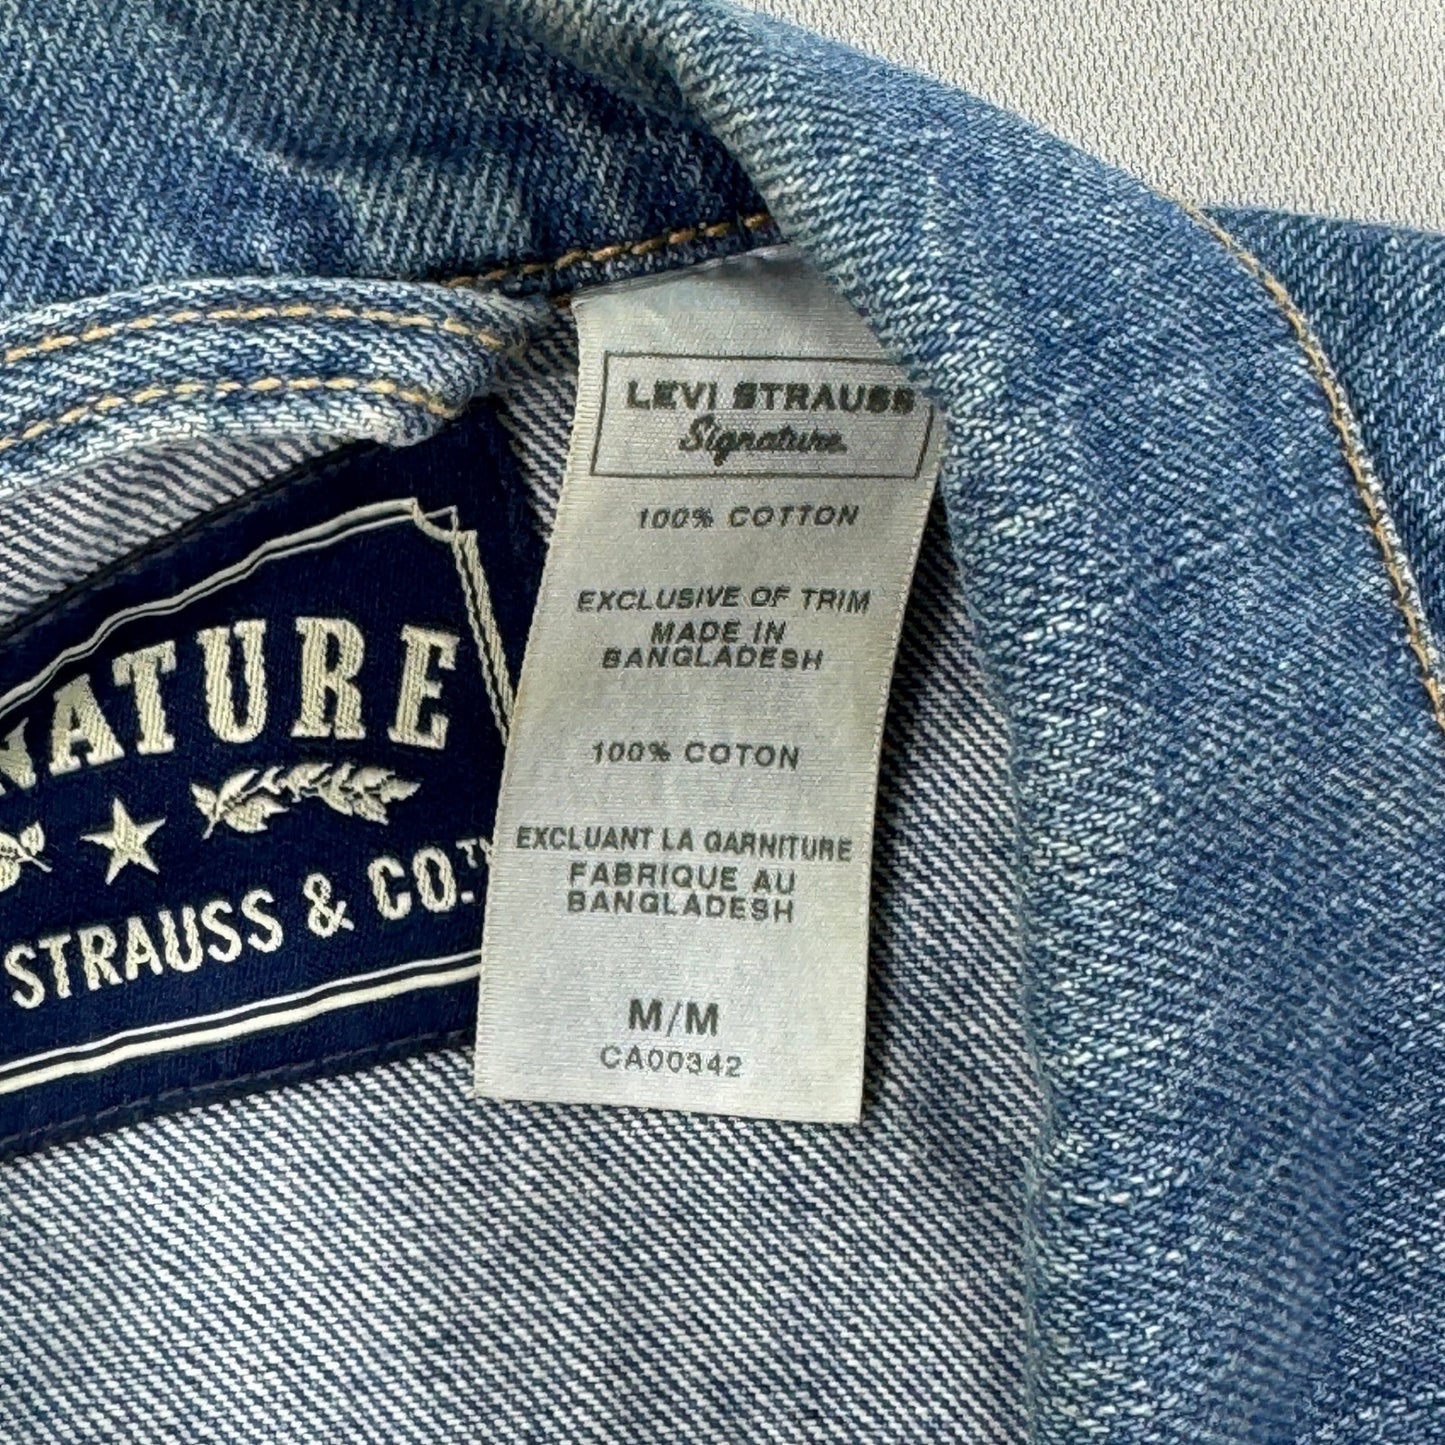 NATURE
STRAUSS & CO.™
LEVI STRAUSS
Signature
100% COTTON
EXCLUSIVE OF TRIM
MADE IN
BANGLADESH
100% COTON
EXCLUANT LA GARNITURE
FABRIQUE AU
BANGLADESH
M/M
CA00342